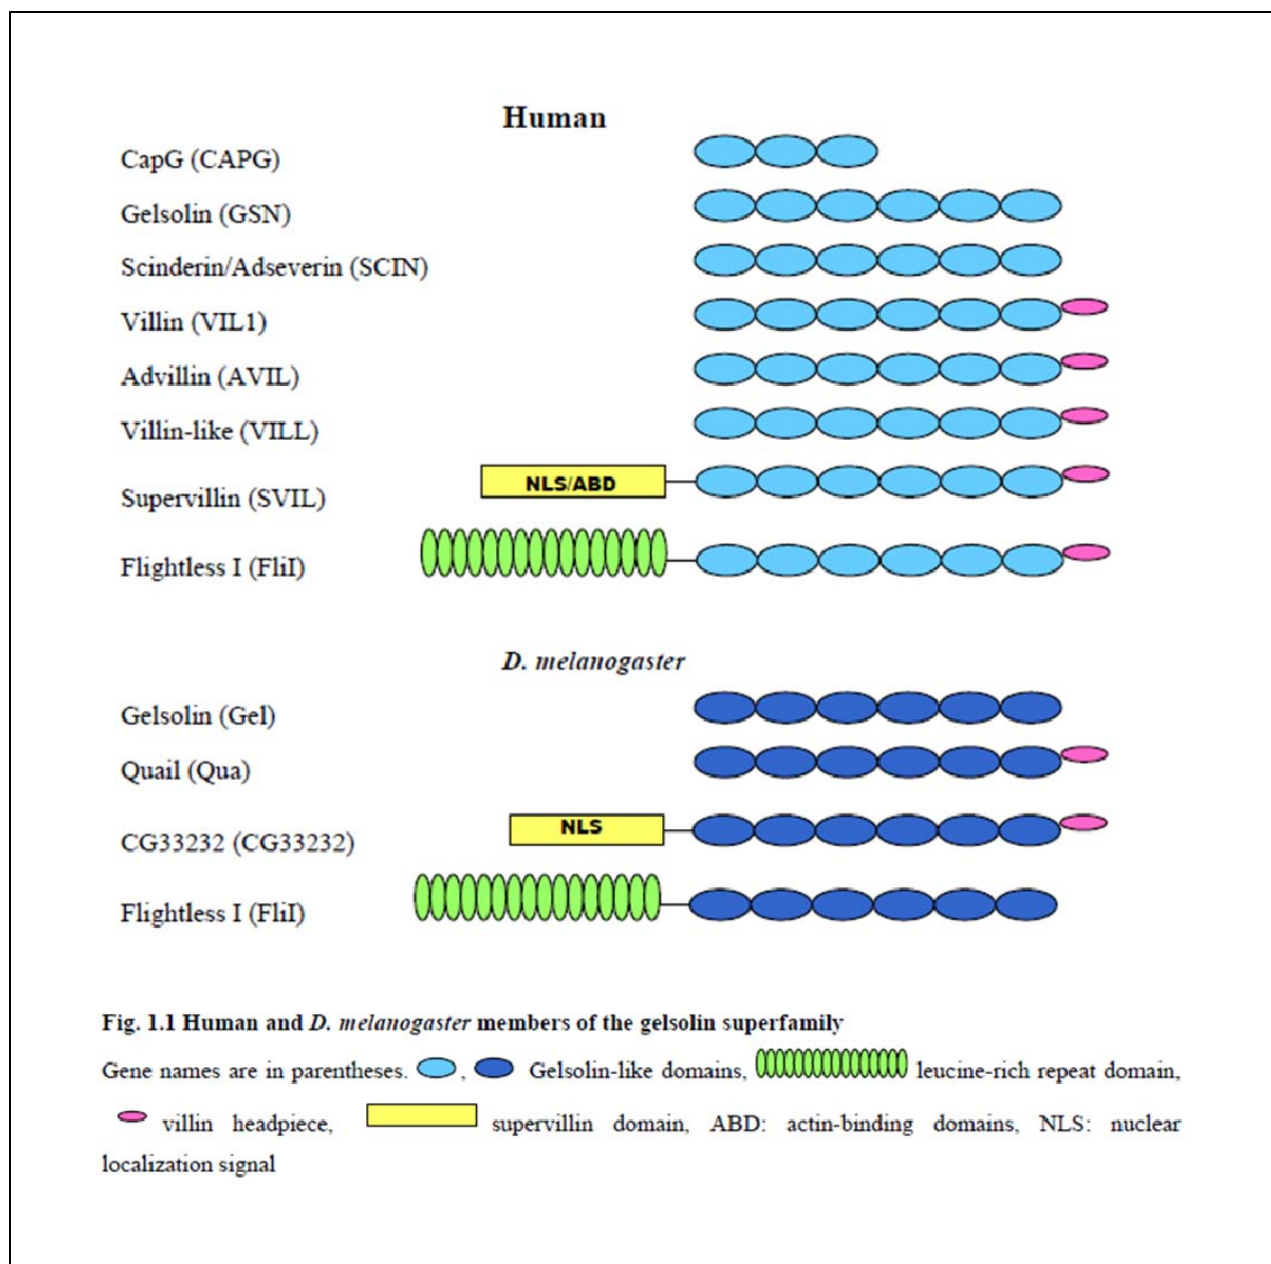 Human
CapG (CAPG)
Gelsolin (GSN)
Scinderin/Adseverin (SCIN)
Villin (VIL1)
Advillin (AVIL)
Villin-like (VILL)
NLS/ABD
Supervillin (SVIL)
Flightless I (FliI)
D. melanogaster
Gelsolin (Gel)
Quail (Qua)
NLS
CG33232 (CG33232)
Flightless I (FliI)
Fig. 1.1 Human and D. melanogaster members of the gelsolin superfamily
Gene names are in parentheses. , Gelsolin-like domains, leucine-rich repeat domain,
villin headpiece, supervillin domain, ABD: actin-binding domains, NLS: nuclear
localization signal